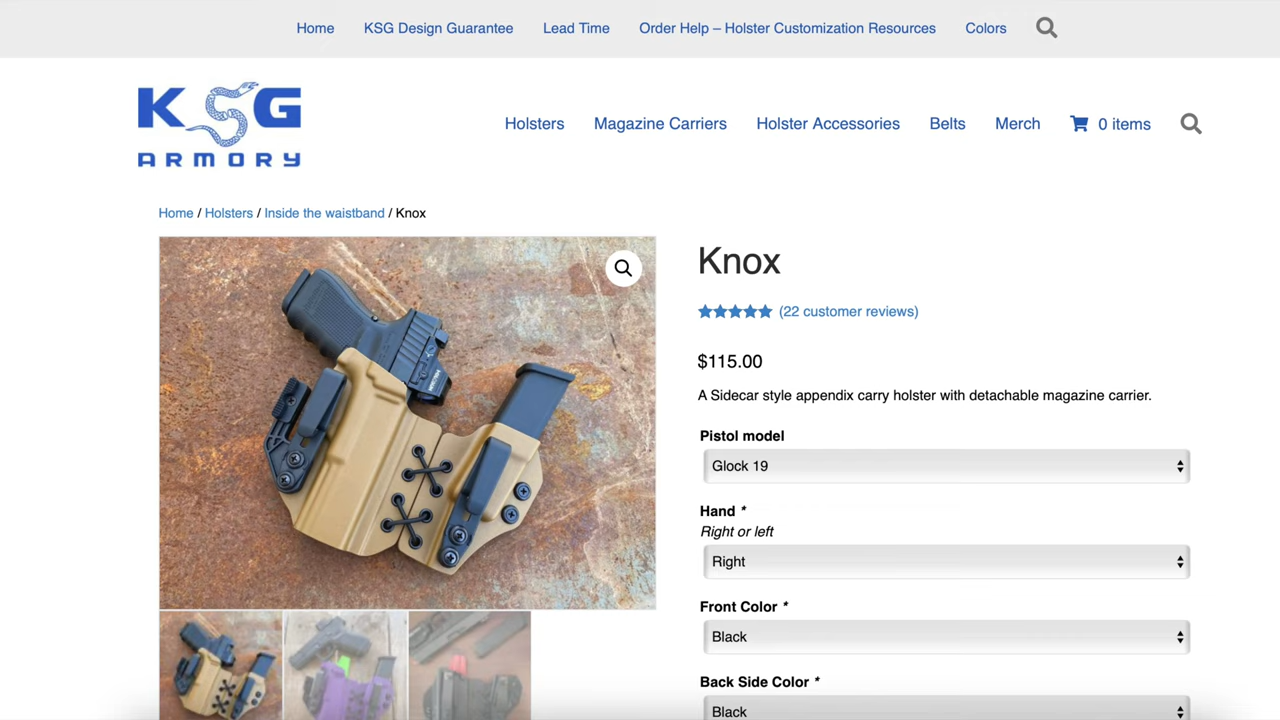 Home KSG Design Guarantee Lead Time Order Help – Holster Customization Resources Colors
KSG
ARMORY
Holsters Magazine Carriers Holster Accessories Belts Merch 0 items
Home / Holsters / Inside the waistband / Knox
Knox
(22 customer reviews)
$115.00
A Sidecar style appendix carry holster with detachable magazine carrier.
Pistol model
Glock 19
Hand *
Right or left
Right
Front Color *
Black
Back Side Color *
Black